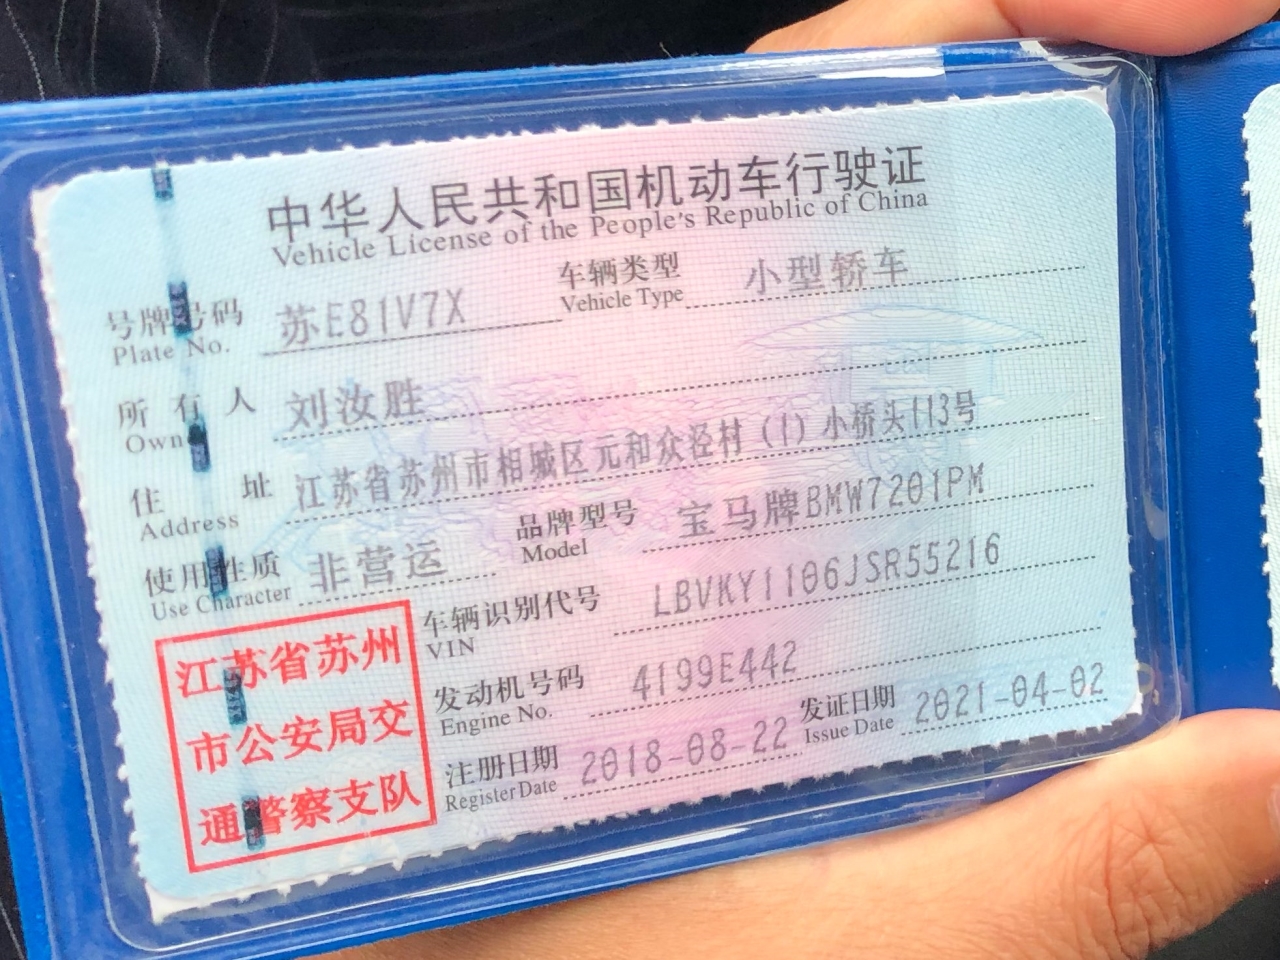 中华人民共和国机动车行驶证
Vehicle License of the People's Republic of China
号牌号码 苏E81V7X 车辆类型 小型轿车
Plate No. Vehicle Type
所有人 刘汝胜
Own
住址 江苏省苏州市相城区元和众泾村(1)小桥头113号
Address
使用性质 非营运 品牌型号 宝马牌BMW7201PM
Use Character Model
车辆识别代号 LBVKY1106JSR55216
VIN
发动机号码 4199E442
Engine No.
注册日期 2018-08-22 发证日期 2021-04-02
Register Date Issue Date
江苏省苏州
市公安局交
通警察支队